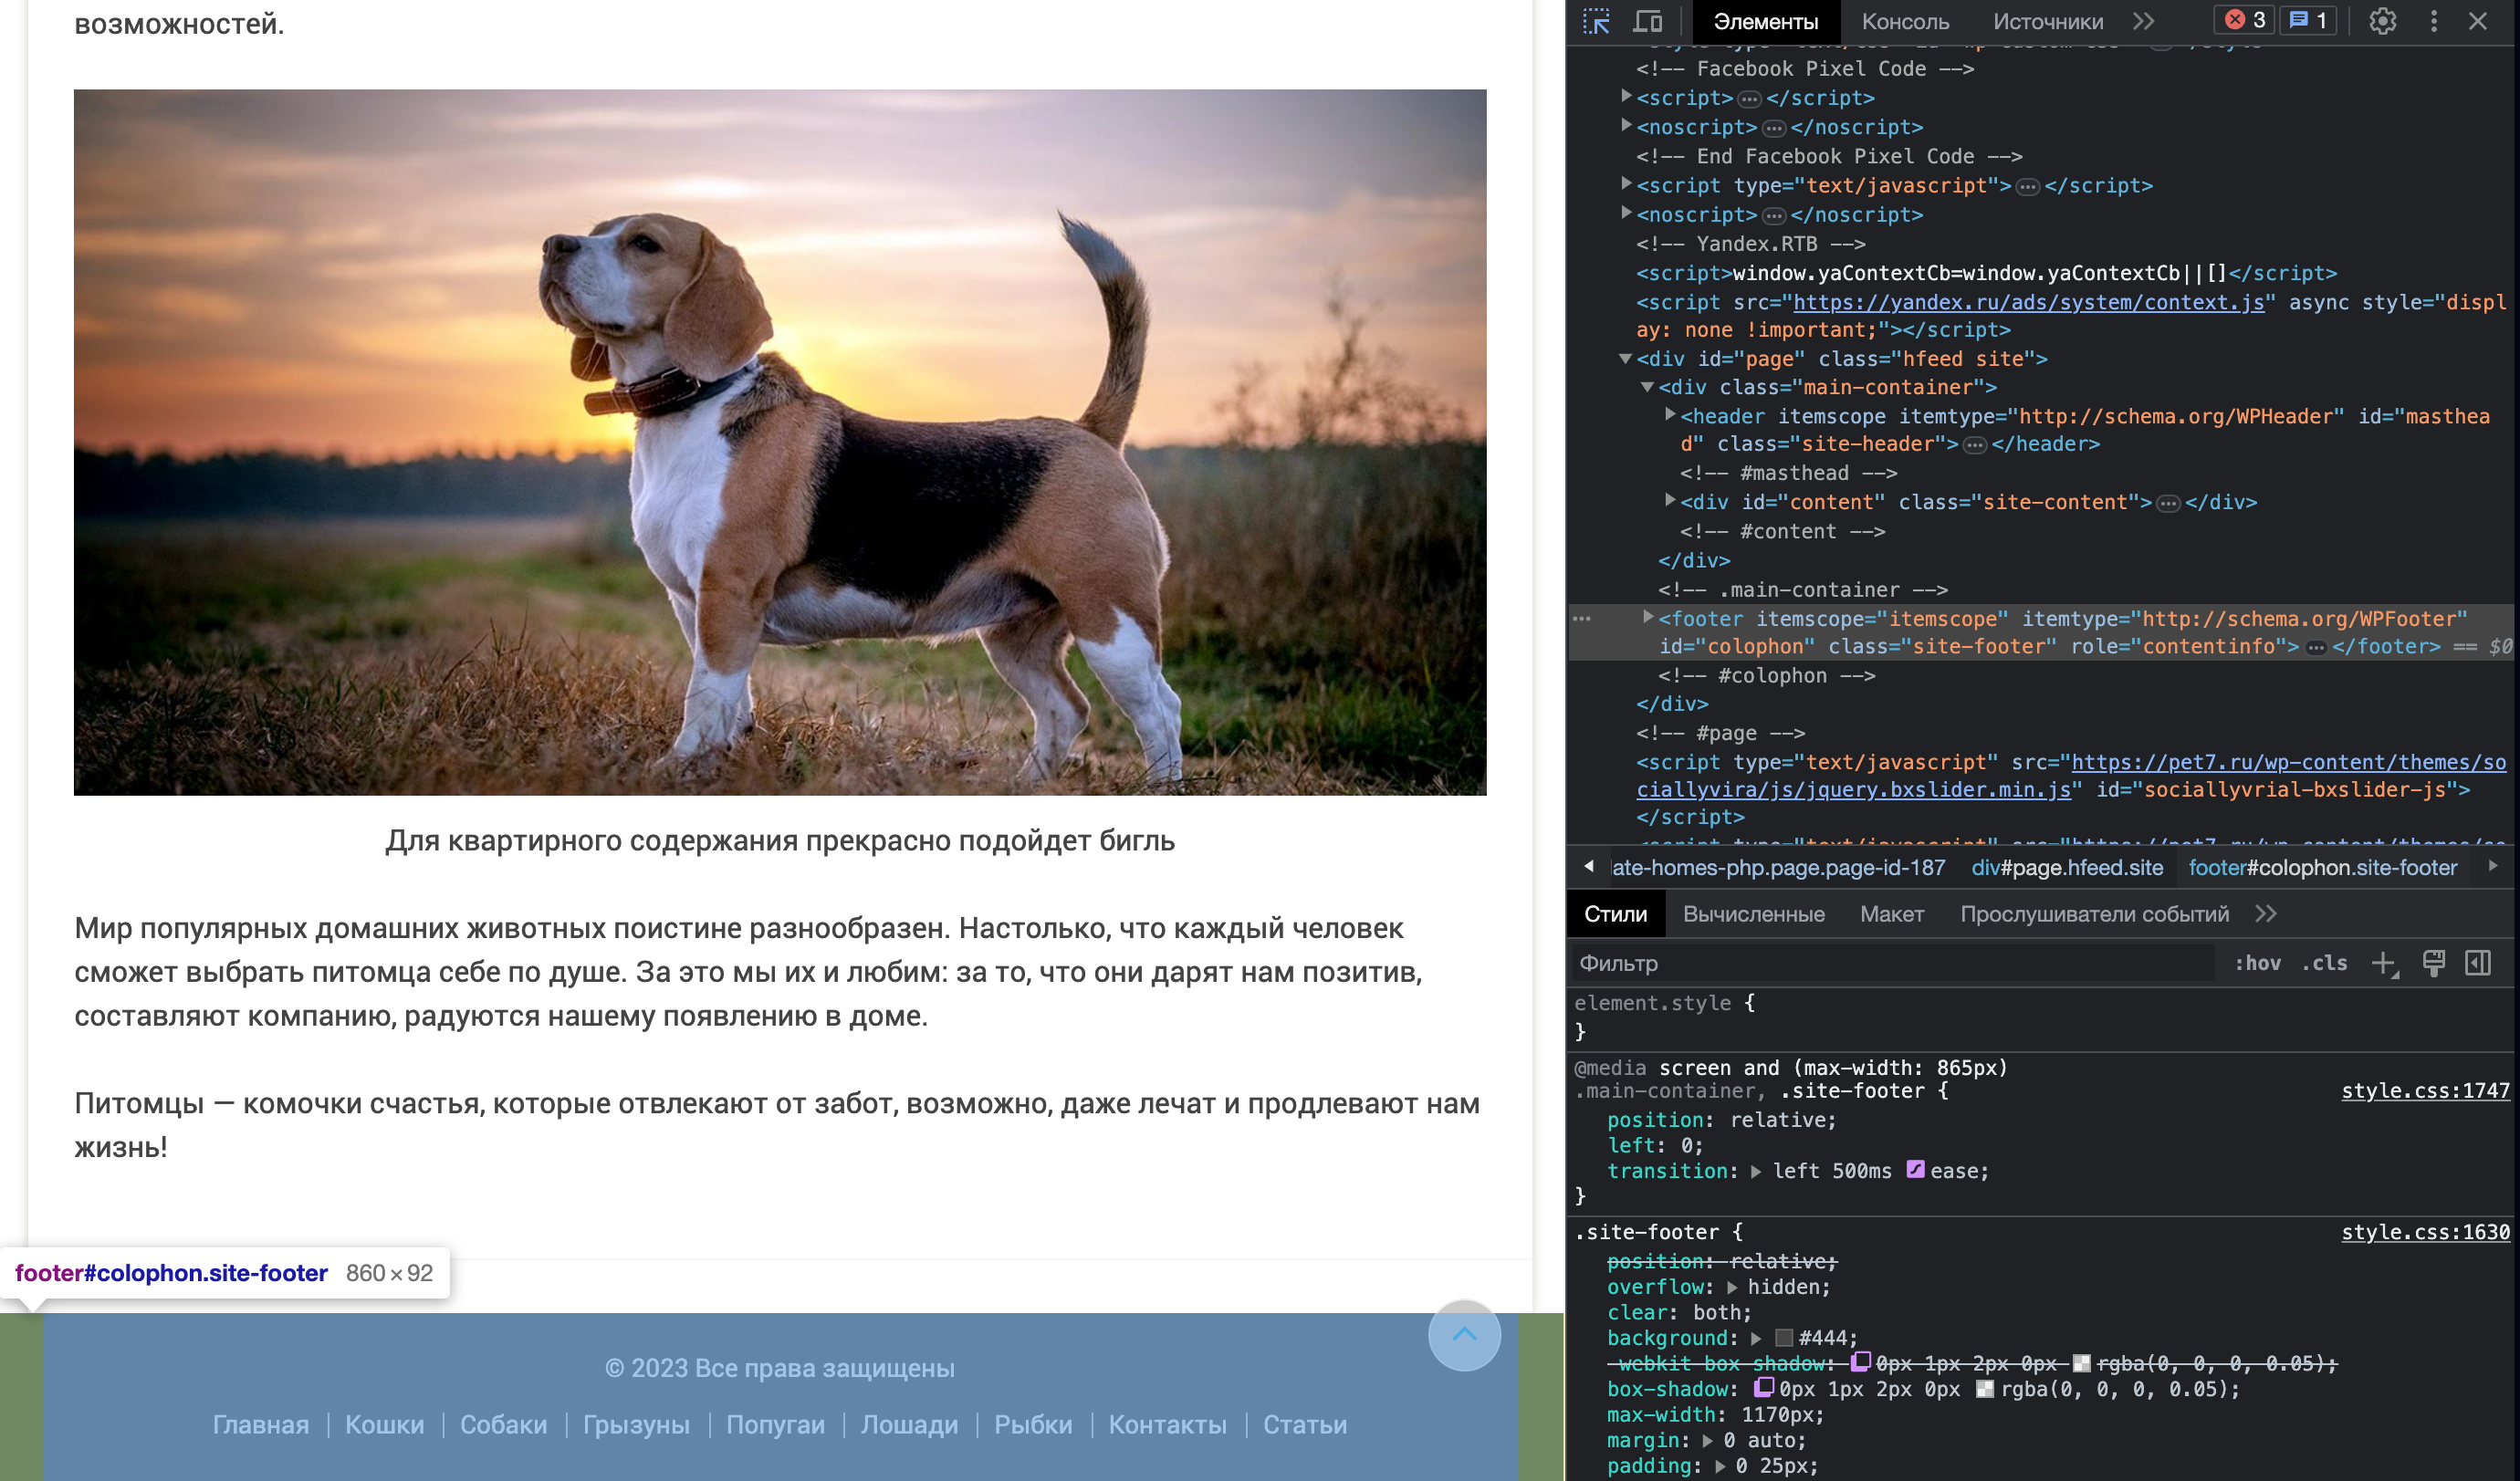 возможностей.
Для квартирного содержания прекрасно подойдет бигль
Мир популярных домашних животных поистине разнообразен. Настолько, что каждый человек
сможет выбрать питомца себе по душе. За это мы их и любим: за то, что они дарят нам позитив,
составляют компанию, радуются нашему появлению в доме.
Питомцы — комочки счастья, которые отвлекают от забот, возможно, даже лечат и продлевают нам
жизнь!
footer#colophon.site-footer 860×92
© 2023 Все права защищены
Главная | Кошки | Собаки | Грызуны | Попугаи | Лошади | Рыбки | Контакты | Статьи
Элементы Консоль Источники 3 1
<!-- Facebook Pixel Code -->
<script>…</script>
<noscript>…</noscript>
<!-- End Facebook Pixel Code -->
<script type="text/javascript">…</script>
<noscript>…</noscript>
<!-- Yandex.RTB -->
<script>window.yaContextCb=window.yaContextCb||[]</script>
<script src="https://yandex.ru/ads/system/context.js" async style="displ
ay: none !important;"></script>
<div id="page" class="hfeed site">
<div class="main-container">
<header itemscope itemtype="http://schema.org/WPHeader" id="masthea
d" class="site-header">…</header>
<!-- #masthead -->
<div id="content" class="site-content">…</div>
<!-- #content -->
</div>
<!-- .main-container -->
<footer itemscope="itemscope" itemtype="http://schema.org/WPFooter"
id="colophon" class="site-footer" role="contentinfo">…</footer> == $0
<!-- #colophon -->
</div>
<!-- #page -->
<script type="text/javascript" src="https://pet7.ru/wp-content/themes/so
ciallyvira/js/jquery.bxslider.min.js" id="sociallyvrial-bxslider-js">
</script>
ate-homes-php.page.page-id-187 div#page.hfeed.site footer#colophon.site-footer
Стили Вычисленные Макет Прослушиватели событий
Фильтр :hov .cls
element.style {
}
@media screen and (max-width: 865px)
.main-container, .site-footer { style.css:1747
position: relative;
left: 0;
transition: left 500ms ease;
}
.site-footer { style.css:1630
position: relative;
overflow: hidden;
clear: both;
background: #444;
-webkit-box-shadow: 0px 1px 2px 0px rgba(0, 0, 0, 0.05);
box-shadow: 0px 1px 2px 0px rgba(0, 0, 0, 0.05);
max-width: 1170px;
margin: 0 auto;
padding: 0 25px;